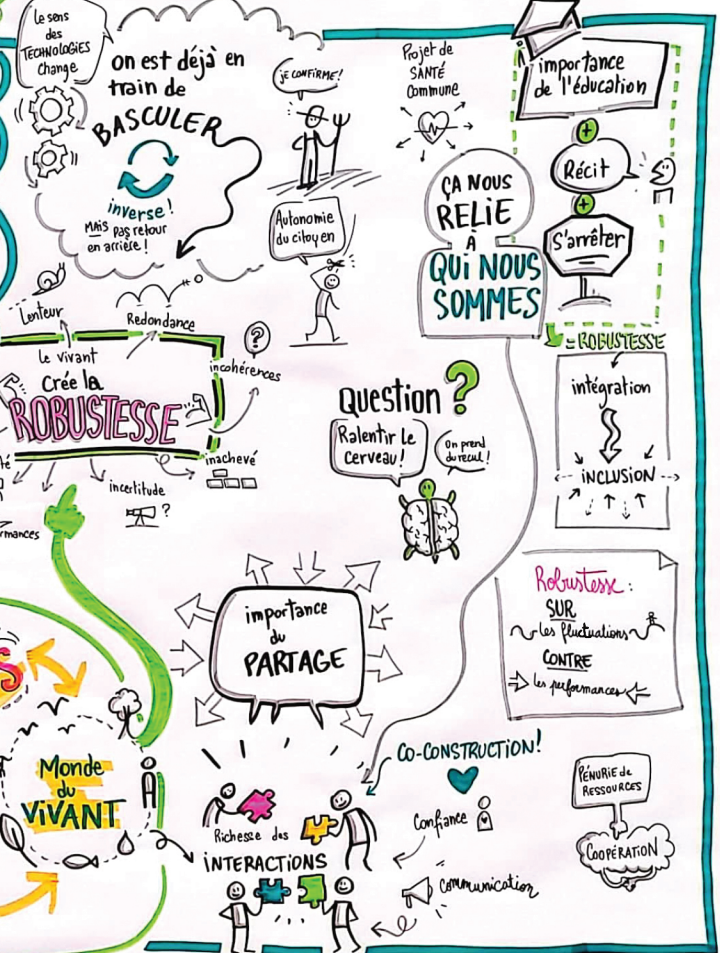 Le sens
des
TECHNOLOGIES
Change
on est déjà en
train de
BASCULER
inverse !
MAIS pas retour
en arrière !
je confirme !
Autonomie
du citoyen
Projet de
SANTÉ
Commune
importance
de l'éducation
+
Récit
+
S'arrêter
= ROBUSTESSE
ÇA NOUS
RELIE
À
QUI NOUS
SOMMES
Lenteur
Redondance
Le vivant
Crée la
ROBUSTESSE
incohérences
?
inachevé
incertitude
?
té
rmances
Question ?
Ralentir Le
cerveau !
On prend
du recul !
intégration
INCLUSION
Robustesse :
SUR
les fluctuations
CONTRE
les performances
importance
du
PARTAGE
S
Monde
du
ViVANT
Richesse des
iNTERACTiONS
CO-CONSTRUCTION !
Confiance
Communication
PÉNURIE de
RESSOURCES
COOPÉRATION